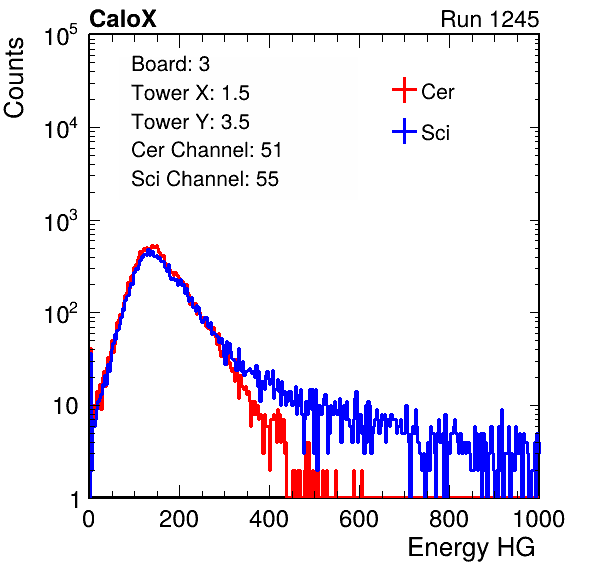 CaloX Run 1245
Counts
Board: 3
Tower X: 1.5
Tower Y: 3.5
Cer Channel: 51
Sci Channel: 55
Cer
Sci
10^5
10^4
10^3
10^2
10
1
0 200 400 600 800 1000
Energy HG